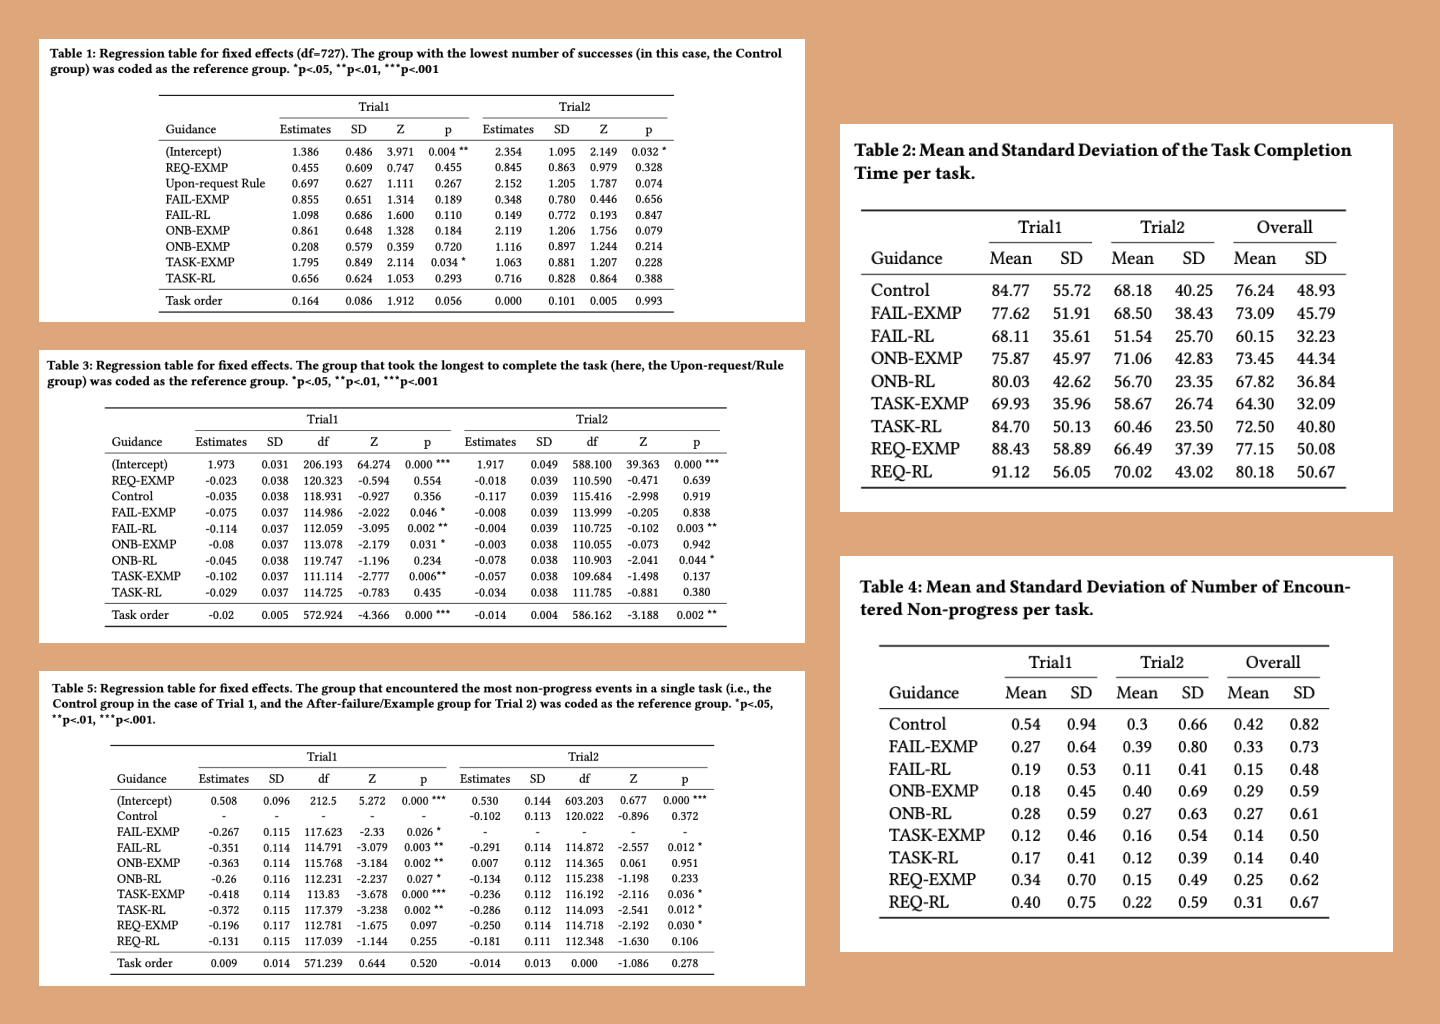 Table 1: Regression table for fixed effects (df=727). The group with the lowest number of successes (in this case, the Control
group) was coded as the reference group. *p<.05, **p<.01, ***p<.001
Trial1 Trial2
Guidance Estimates SD Z p Estimates SD Z p
(Intercept) 1.386 0.486 3.971 0.004 ** 2.354 1.095 2.149 0.032 *
REQ-EXMP 0.455 0.609 0.747 0.455 0.845 0.863 0.979 0.328
Upon-request Rule 0.697 0.627 1.111 0.267 2.152 1.205 1.787 0.074
FAIL-EXMP 0.855 0.651 1.314 0.189 0.348 0.780 0.446 0.656
FAIL-RL 1.098 0.686 1.600 0.110 0.149 0.772 0.193 0.847
ONB-EXMP 0.861 0.648 1.328 0.184 2.119 1.206 1.756 0.079
ONB-EXMP 0.208 0.579 0.359 0.720 1.116 0.897 1.244 0.214
TASK-EXMP 1.795 0.849 2.114 0.034 * 1.063 0.881 1.207 0.228
TASK-RL 0.656 0.624 1.053 0.293 0.716 0.828 0.864 0.388
Task order 0.164 0.086 1.912 0.056 0.000 0.101 0.005 0.993
Table 2: Mean and Standard Deviation of the Task Completion
Time per task.
Trial1 Trial2 Overall
Guidance Mean SD Mean SD Mean SD
Control 84.77 55.72 68.18 40.25 76.24 48.93
FAIL-EXMP 77.62 51.91 68.50 38.43 73.09 45.79
FAIL-RL 68.11 35.61 51.54 25.70 60.15 32.23
ONB-EXMP 75.87 45.97 71.06 42.83 73.45 44.34
ONB-RL 80.03 42.62 56.70 23.35 67.82 36.84
TASK-EXMP 69.93 35.96 58.67 26.74 64.30 32.09
TASK-RL 84.70 50.13 60.46 23.50 72.50 40.80
REQ-EXMP 88.43 58.89 66.49 37.39 77.15 50.08
REQ-RL 91.12 56.05 70.02 43.02 80.18 50.67
Table 3: Regression table for fixed effects. The group that took the longest to complete the task (here, the Upon-request/Rule
group) was coded as the reference group. *p<.05, **p<.01, ***p<.001
Trial1 Trial2
Guidance Estimates SD df Z p Estimates SD df Z p
(Intercept) 1.973 0.031 206.193 64.274 0.000 *** 1.917 0.049 588.100 39.363 0.000 ***
REQ-EXMP -0.023 0.038 120.323 -0.594 0.554 -0.018 0.039 110.590 -0.471 0.639
Control -0.035 0.038 118.931 -0.927 0.356 -0.117 0.039 115.416 -2.998 0.919
FAIL-EXMP -0.075 0.037 114.986 -2.022 0.046 * -0.008 0.039 113.999 -0.205 0.838
FAIL-RL -0.114 0.037 112.059 -3.095 0.002 ** -0.004 0.039 110.725 -0.102 0.003 **
ONB-EXMP -0.08 0.037 113.078 -2.179 0.031 * -0.003 0.038 110.055 -0.073 0.942
ONB-RL -0.045 0.038 119.747 -1.196 0.234 -0.078 0.038 110.903 -2.041 0.044 *
TASK-EXMP -0.102 0.037 111.114 -2.777 0.006** -0.057 0.038 109.684 -1.498 0.137
TASK-RL -0.029 0.037 114.725 -0.783 0.435 -0.034 0.038 111.785 -0.881 0.380
Task order -0.02 0.005 572.924 -4.366 0.000 *** -0.014 0.004 586.162 -3.188 0.002 **
Table 4: Mean and Standard Deviation of Number of Encoun-
tered Non-progress per task.
Trial1 Trial2 Overall
Guidance Mean SD Mean SD Mean SD
Control 0.54 0.94 0.3 0.66 0.42 0.82
FAIL-EXMP 0.27 0.64 0.39 0.80 0.33 0.73
FAIL-RL 0.19 0.53 0.11 0.41 0.15 0.48
ONB-EXMP 0.18 0.45 0.40 0.69 0.29 0.59
ONB-RL 0.28 0.59 0.27 0.63 0.27 0.61
TASK-EXMP 0.12 0.46 0.16 0.54 0.14 0.50
TASK-RL 0.17 0.41 0.12 0.39 0.14 0.40
REQ-EXMP 0.34 0.70 0.15 0.49 0.25 0.62
REQ-RL 0.40 0.75 0.22 0.59 0.31 0.67
Table 5: Regression table for fixed effects. The group that encountered the most non-progress events in a single task (i.e., the
Control group in the case of Trial 1, and the After-failure/Example group for Trial 2) was coded as the reference group. *p<.05,
**p<.01, ***p<.001.
Trial1 Trial2
Guidance Estimates SD df Z p Estimates SD df Z p
(Intercept) 0.508 0.096 212.5 5.272 0.000 *** 0.530 0.144 603.203 0.677 0.000 ***
Control - - - - - -0.102 0.113 120.022 -0.896 0.372
FAIL-EXMP -0.267 0.115 117.623 -2.33 0.026 * - - - - -
FAIL-RL -0.351 0.114 114.791 -3.079 0.003 ** -0.291 0.114 114.872 -2.557 0.012 *
ONB-EXMP -0.363 0.114 115.768 -3.184 0.002 ** 0.007 0.112 114.365 0.061 0.951
ONB-RL -0.26 0.116 112.231 -2.237 0.027 * -0.134 0.112 115.238 -1.198 0.233
TASK-EXMP -0.418 0.114 113.83 -3.678 0.000 *** -0.236 0.112 116.192 -2.116 0.036 *
TASK-RL -0.372 0.115 117.379 -3.238 0.002 ** -0.286 0.112 114.093 -2.541 0.012 *
REQ-EXMP -0.196 0.117 112.781 -1.675 0.097 -0.250 0.114 114.718 -2.192 0.030 *
REQ-RL -0.131 0.115 117.039 -1.144 0.255 -0.181 0.111 112.348 -1.630 0.106
Task order 0.009 0.014 571.239 0.644 0.520 -0.014 0.013 0.000 -1.086 0.278